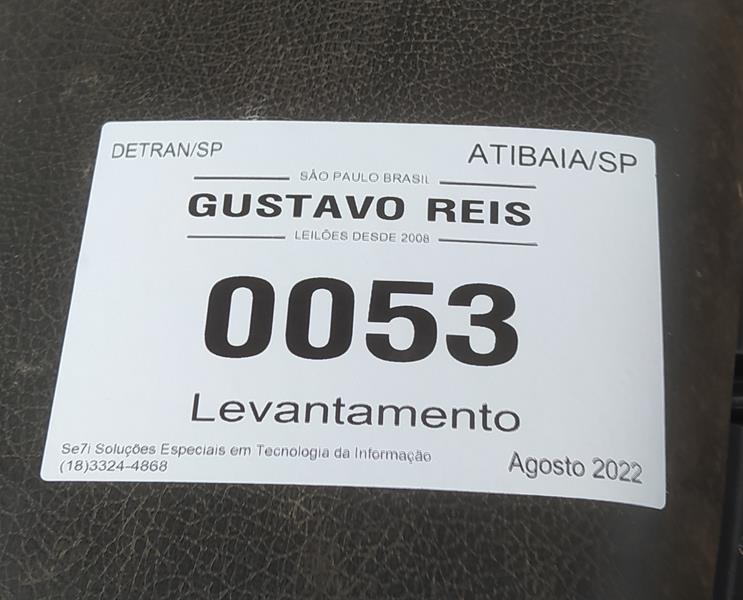 DETRAN/SP
ATIBAIA/SP
SÃO PAULO BRASIL
GUSTAVO REIS
LEILÕES DESDE 2008
0053
Levantamento
Se7i Soluções Especiais em Tecnologia da Informação
(18)3324-4868
Agosto 2022